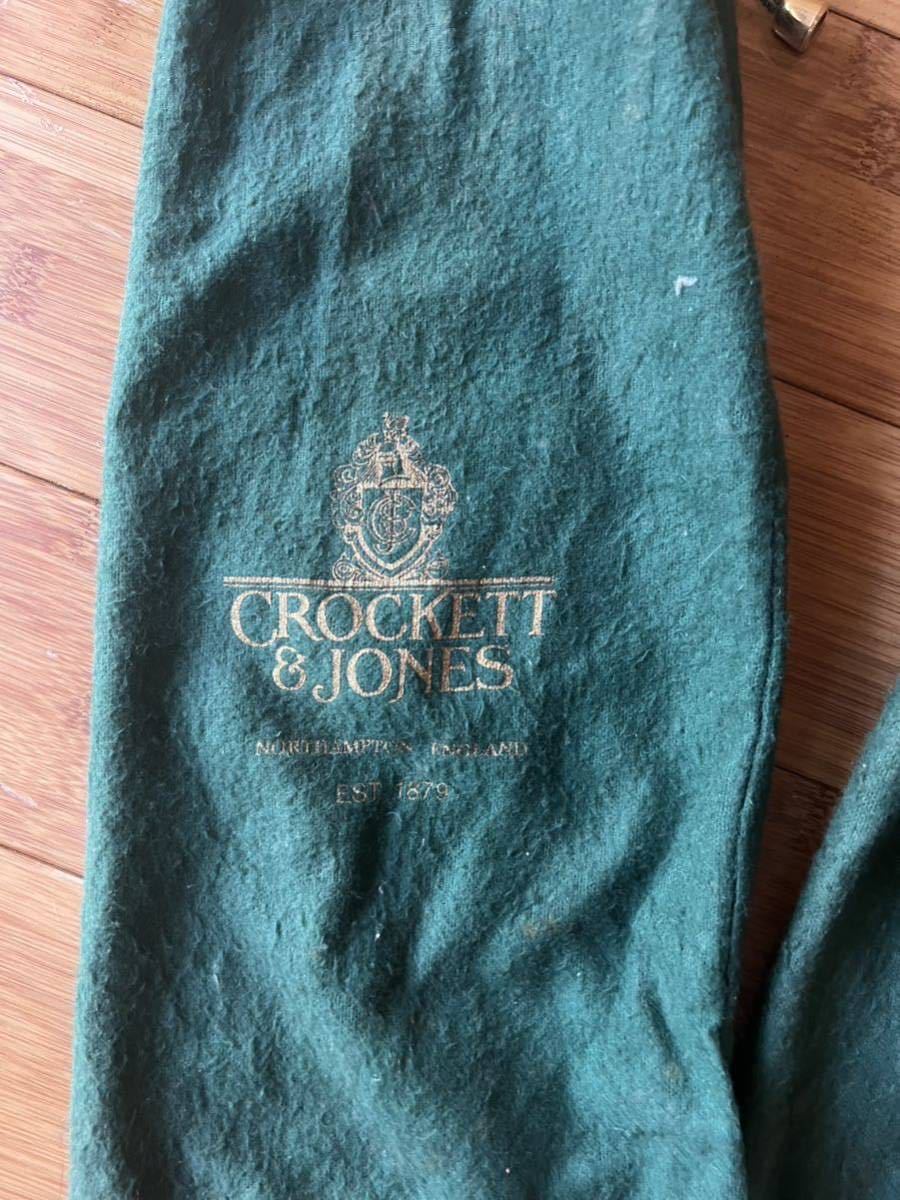 CROCKETT
& JONES
NORTHAMPTON ENGLAND
EST 1879